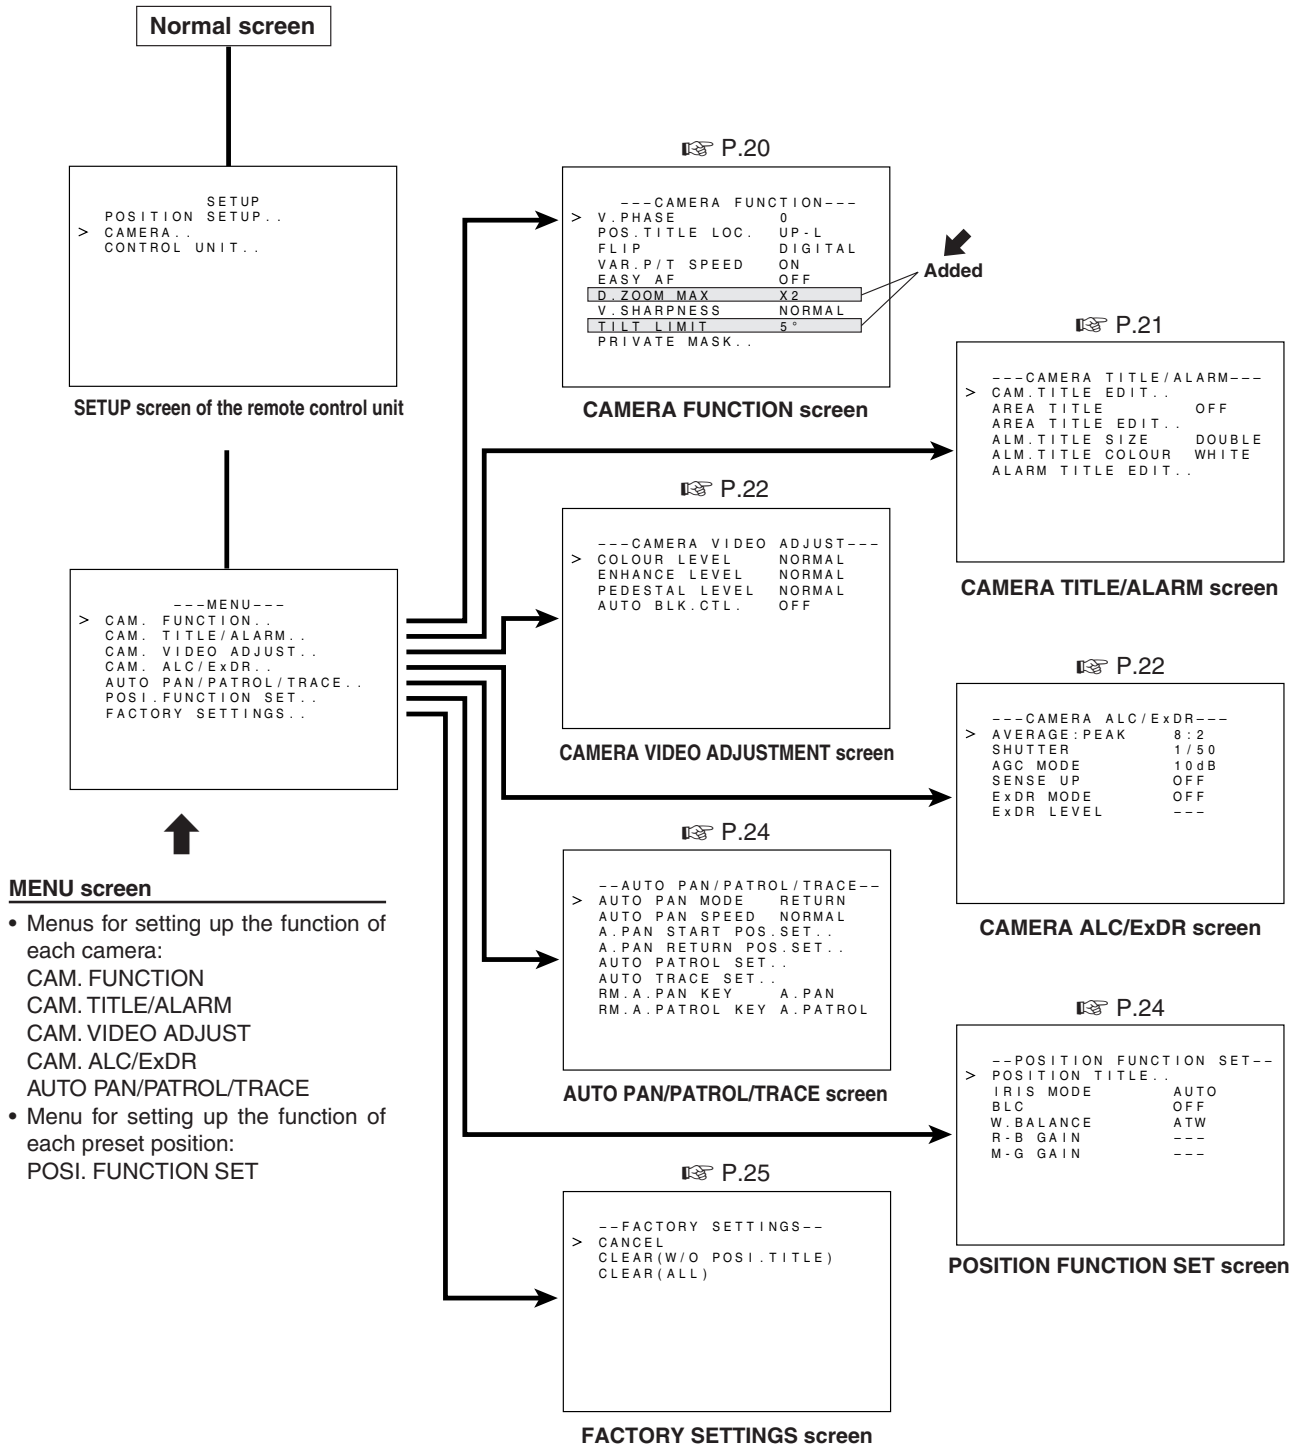 Normal screen
SETUP
POSITION SETUP..
> CAMERA..
CONTROL UNIT..
SETUP screen of the remote control unit
---MENU---
> CAM. FUNCTION..
CAM. TITLE/ALARM..
CAM. VIDEO ADJUST..
CAM. ALC/ExDR..
AUTO PAN/PATROL/TRACE..
POSI.FUNCTION SET..
FACTORY SETTINGS..
MENU screen
• Menus for setting up the function of
each camera:
CAM. FUNCTION
CAM. TITLE/ALARM
CAM. VIDEO ADJUST
CAM. ALC/ExDR
AUTO PAN/PATROL/TRACE
• Menu for setting up the function of
each preset position:
POSI. FUNCTION SET
☞ P.20
---CAMERA FUNCTION---
> V.PHASE 0
POS.TITLE LOC. UP-L
FLIP DIGITAL
VAR.P/T SPEED ON
EASY AF OFF
D.ZOOM MAX X2
V.SHARPNESS NORMAL
TILT LIMIT 5°
PRIVATE MASK..
Added
CAMERA FUNCTION screen
☞ P.21
---CAMERA TITLE/ALARM---
> CAM.TITLE EDIT..
AREA TITLE OFF
AREA TITLE EDIT..
ALM.TITLE SIZE DOUBLE
ALM.TITLE COLOUR WHITE
ALARM TITLE EDIT..
CAMERA TITLE/ALARM screen
☞ P.22
---CAMERA VIDEO ADJUST---
> COLOUR LEVEL NORMAL
ENHANCE LEVEL NORMAL
PEDESTAL LEVEL NORMAL
AUTO BLK.CTL. OFF
CAMERA VIDEO ADJUSTMENT screen
☞ P.22
---CAMERA ALC/ExDR---
> AVERAGE:PEAK 8:2
SHUTTER 1/50
AGC MODE 10dB
SENSE UP OFF
ExDR MODE OFF
ExDR LEVEL ---
CAMERA ALC/ExDR screen
☞ P.24
--AUTO PAN/PATROL/TRACE--
> AUTO PAN MODE RETURN
AUTO PAN SPEED NORMAL
A.PAN START POS.SET..
A.PAN RETURN POS.SET..
AUTO PATROL SET..
AUTO TRACE SET..
RM.A.PAN KEY A.PAN
RM.A.PATROL KEY A.PATROL
AUTO PAN/PATROL/TRACE screen
☞ P.24
--POSITION FUNCTION SET--
> POSITION TITLE..
IRIS MODE AUTO
BLC OFF
W.BALANCE ATW
R-B GAIN ---
M-G GAIN ---
POSITION FUNCTION SET screen
☞ P.25
--FACTORY SETTINGS--
> CANCEL
CLEAR(W/O POSI.TITLE)
CLEAR(ALL)
FACTORY SETTINGS screen